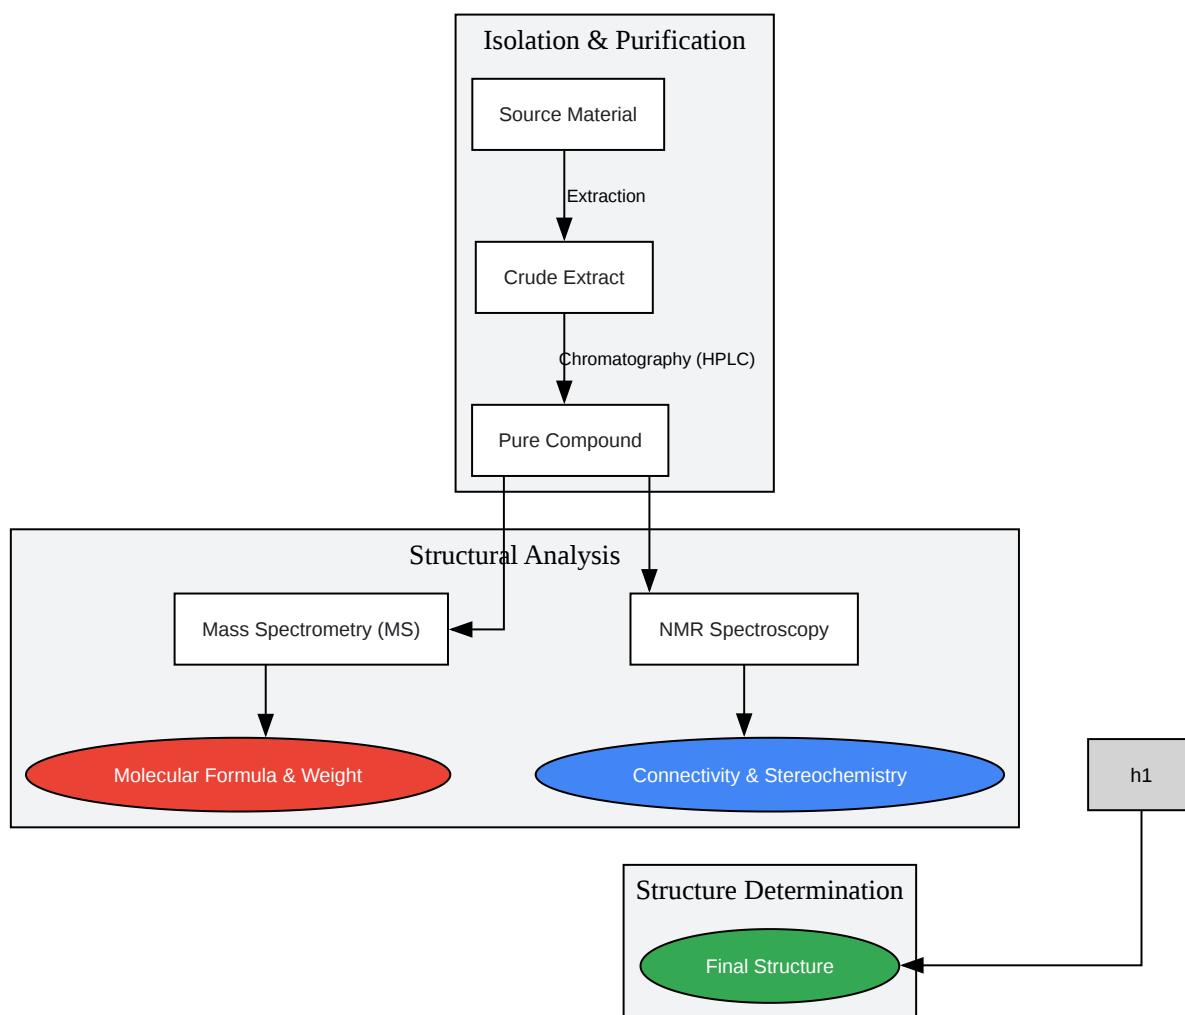 Isolation & Purification
Source Material
Extraction
Crude Extract
Chromatography (HPLC)
Pure Compound
Structural Analysis
Mass Spectrometry (MS)
NMR Spectroscopy
Molecular Formula & Weight
Connectivity & Stereochemistry
h1
Structure Determination
Final Structure